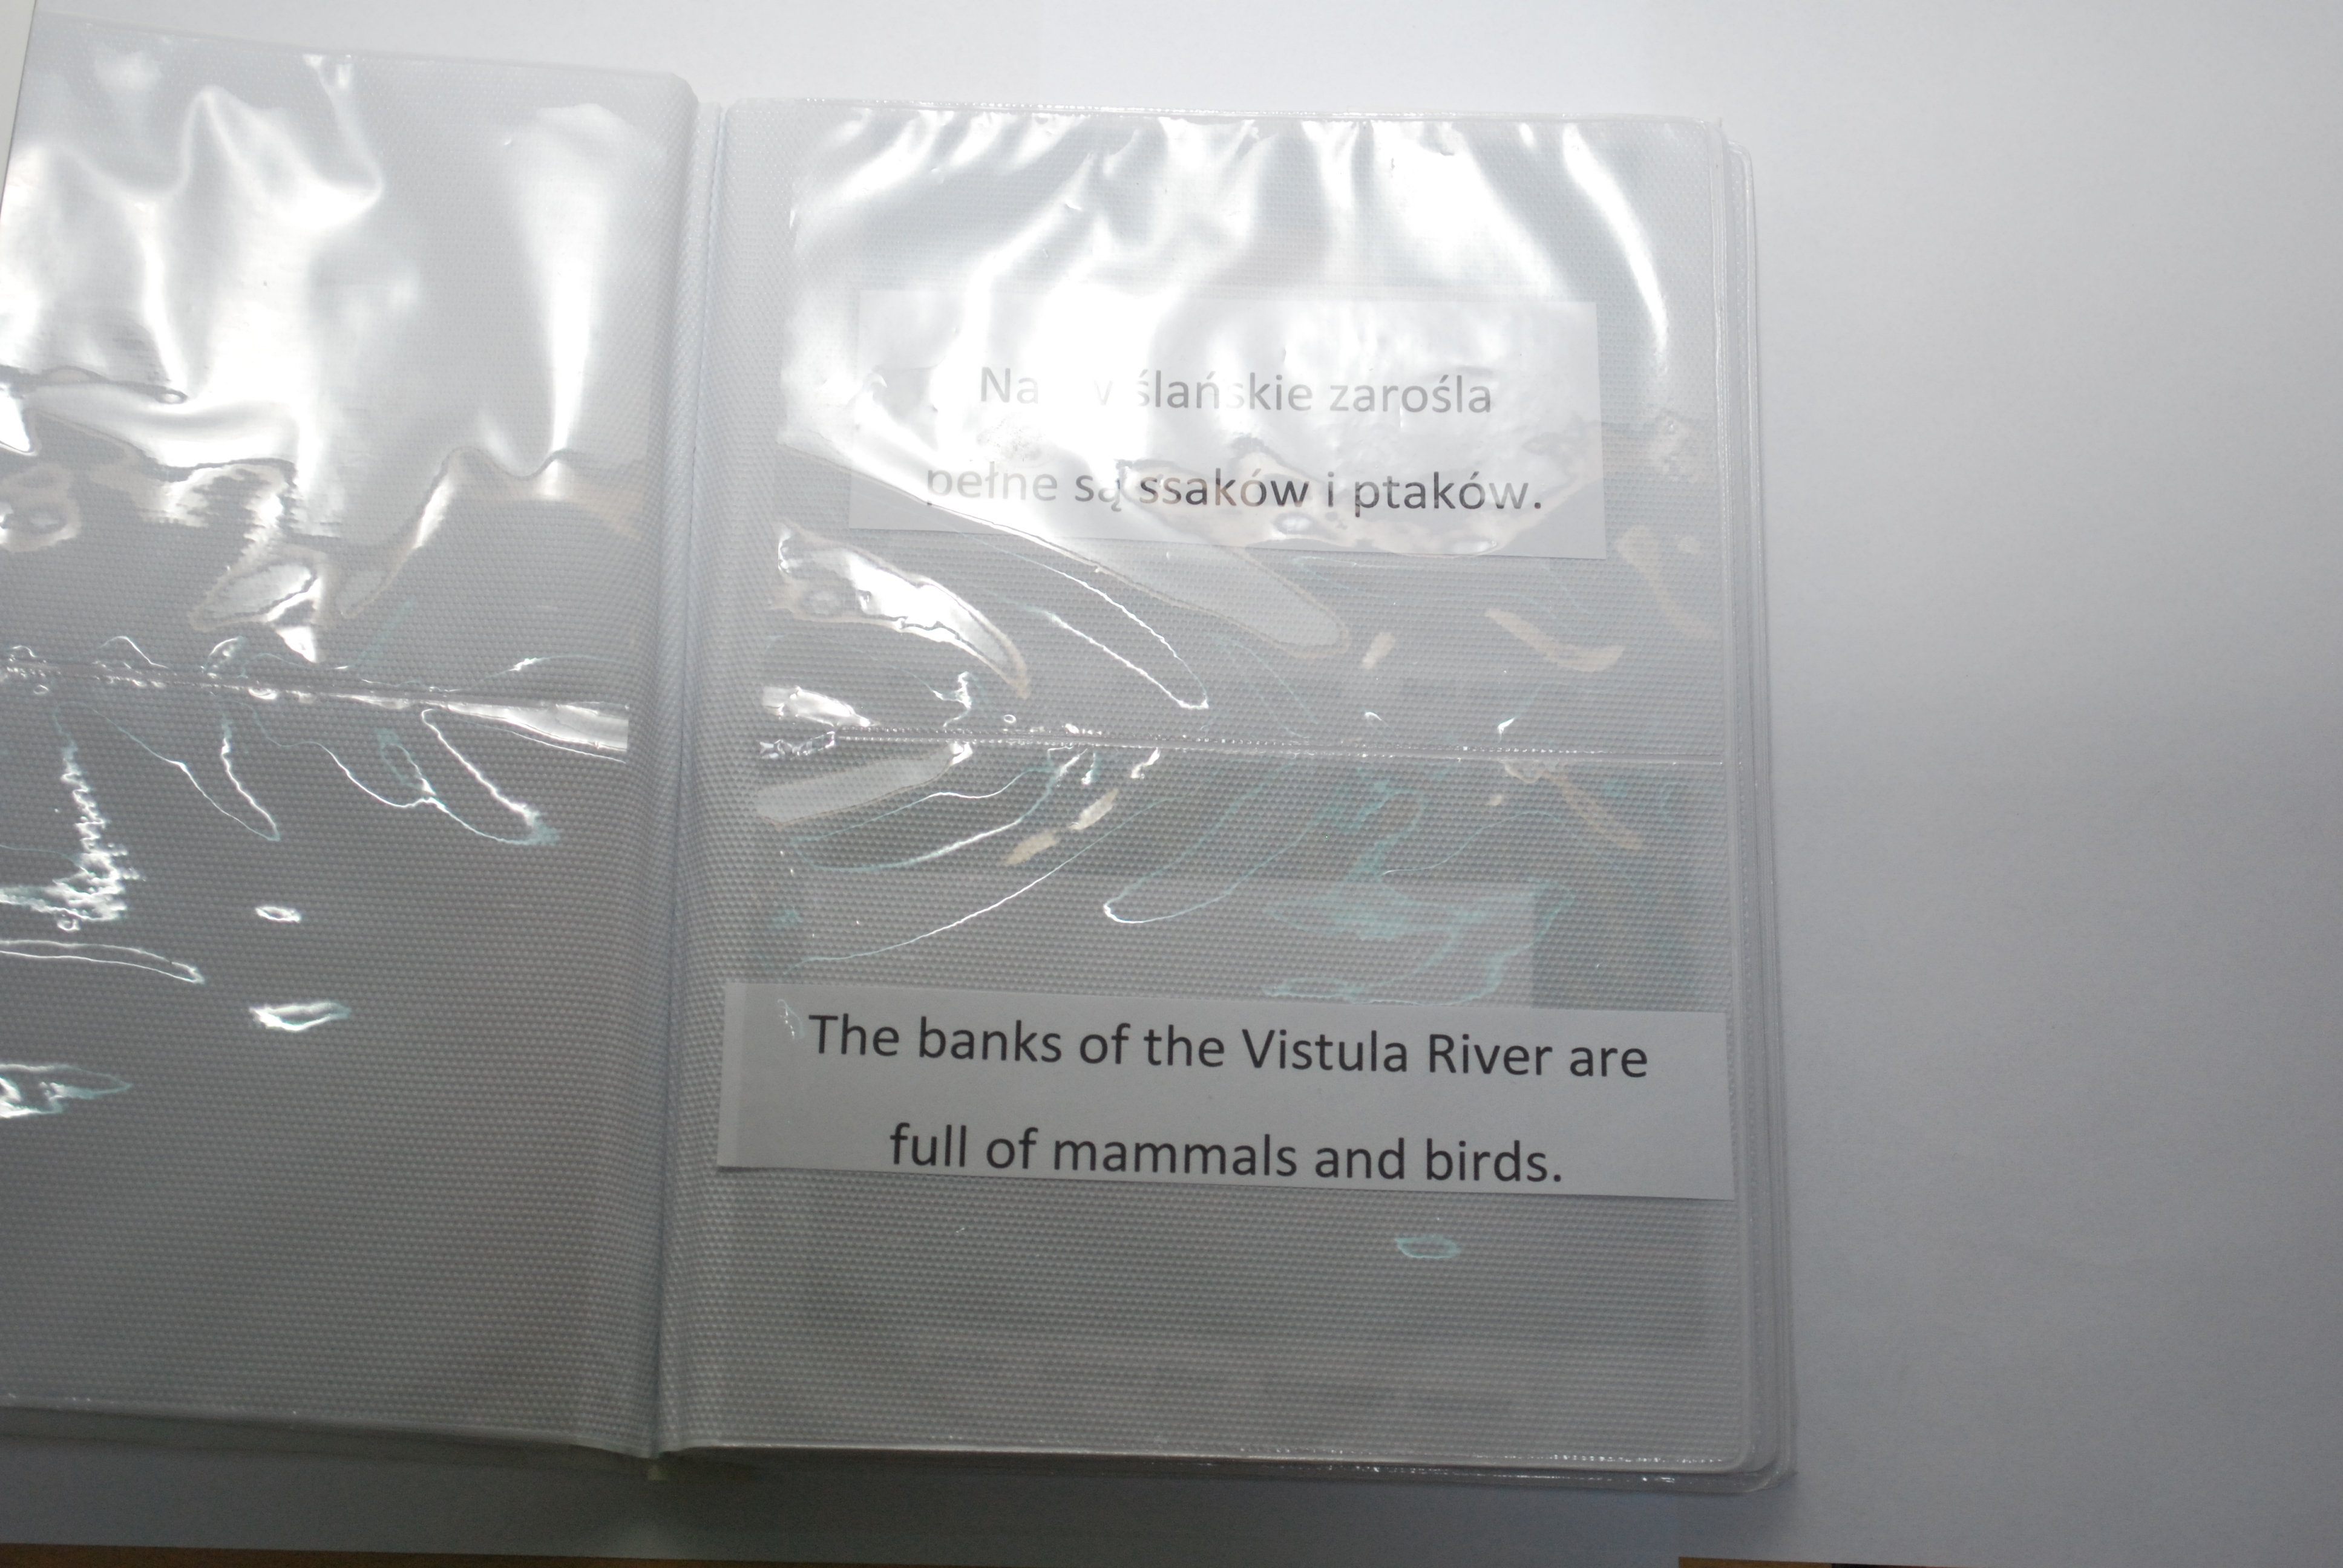 zarośla
pełne są ssaków i ptaków.
The banks of the Vistula River are
full of mammals and birds.